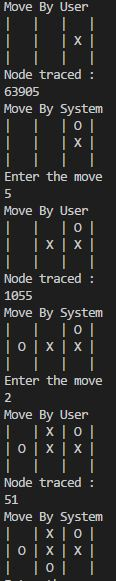 Move By User
|   |   |   |
|   |   | X |
|   |   |   |
Node traced :
63905
Move By System
|   |   | O |
|   |   | X |
|   |   |   |
Enter the move
5
Move By User
|   |   | O |
|   | X | X |
|   |   |   |
Node traced :
1055
Move By System
|   |   | O |
| O | X | X |
|   |   |   |
Enter the move
2
Move By User
|   | X | O |
| O | X | X |
|   |   |   |
Node traced :
51
Move By System
|   | X | O |
| O | X | X |
|   | O |   |